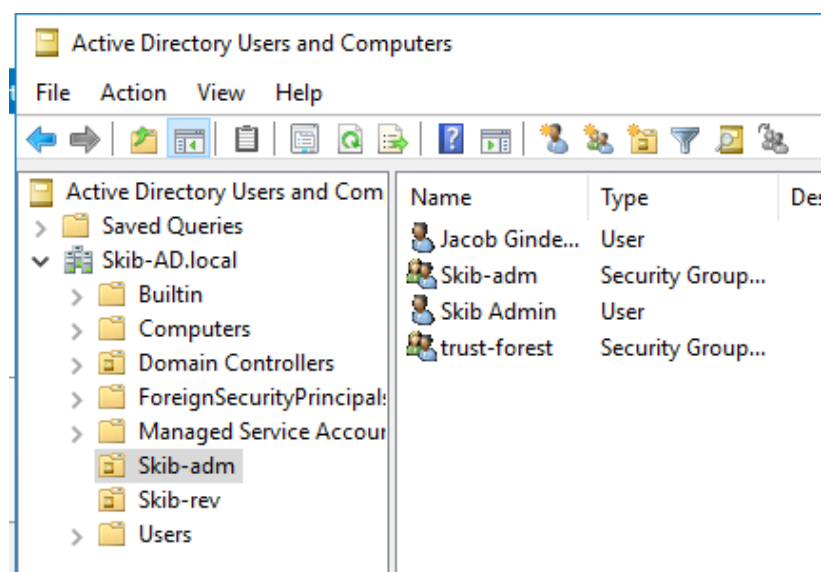 Active Directory Users and Computers
File Action View Help
Active Directory Users and Com
Saved Queries
Skib-AD.local
Builtin
Computers
Domain Controllers
ForeignSecurityPrincipal
Managed Service Accou
Skib-adm
Skib-rev
Users
Name Type Des
Jacob Ginde... User
Skib-adm Security Group...
Skib Admin User
trust-forest Security Group...